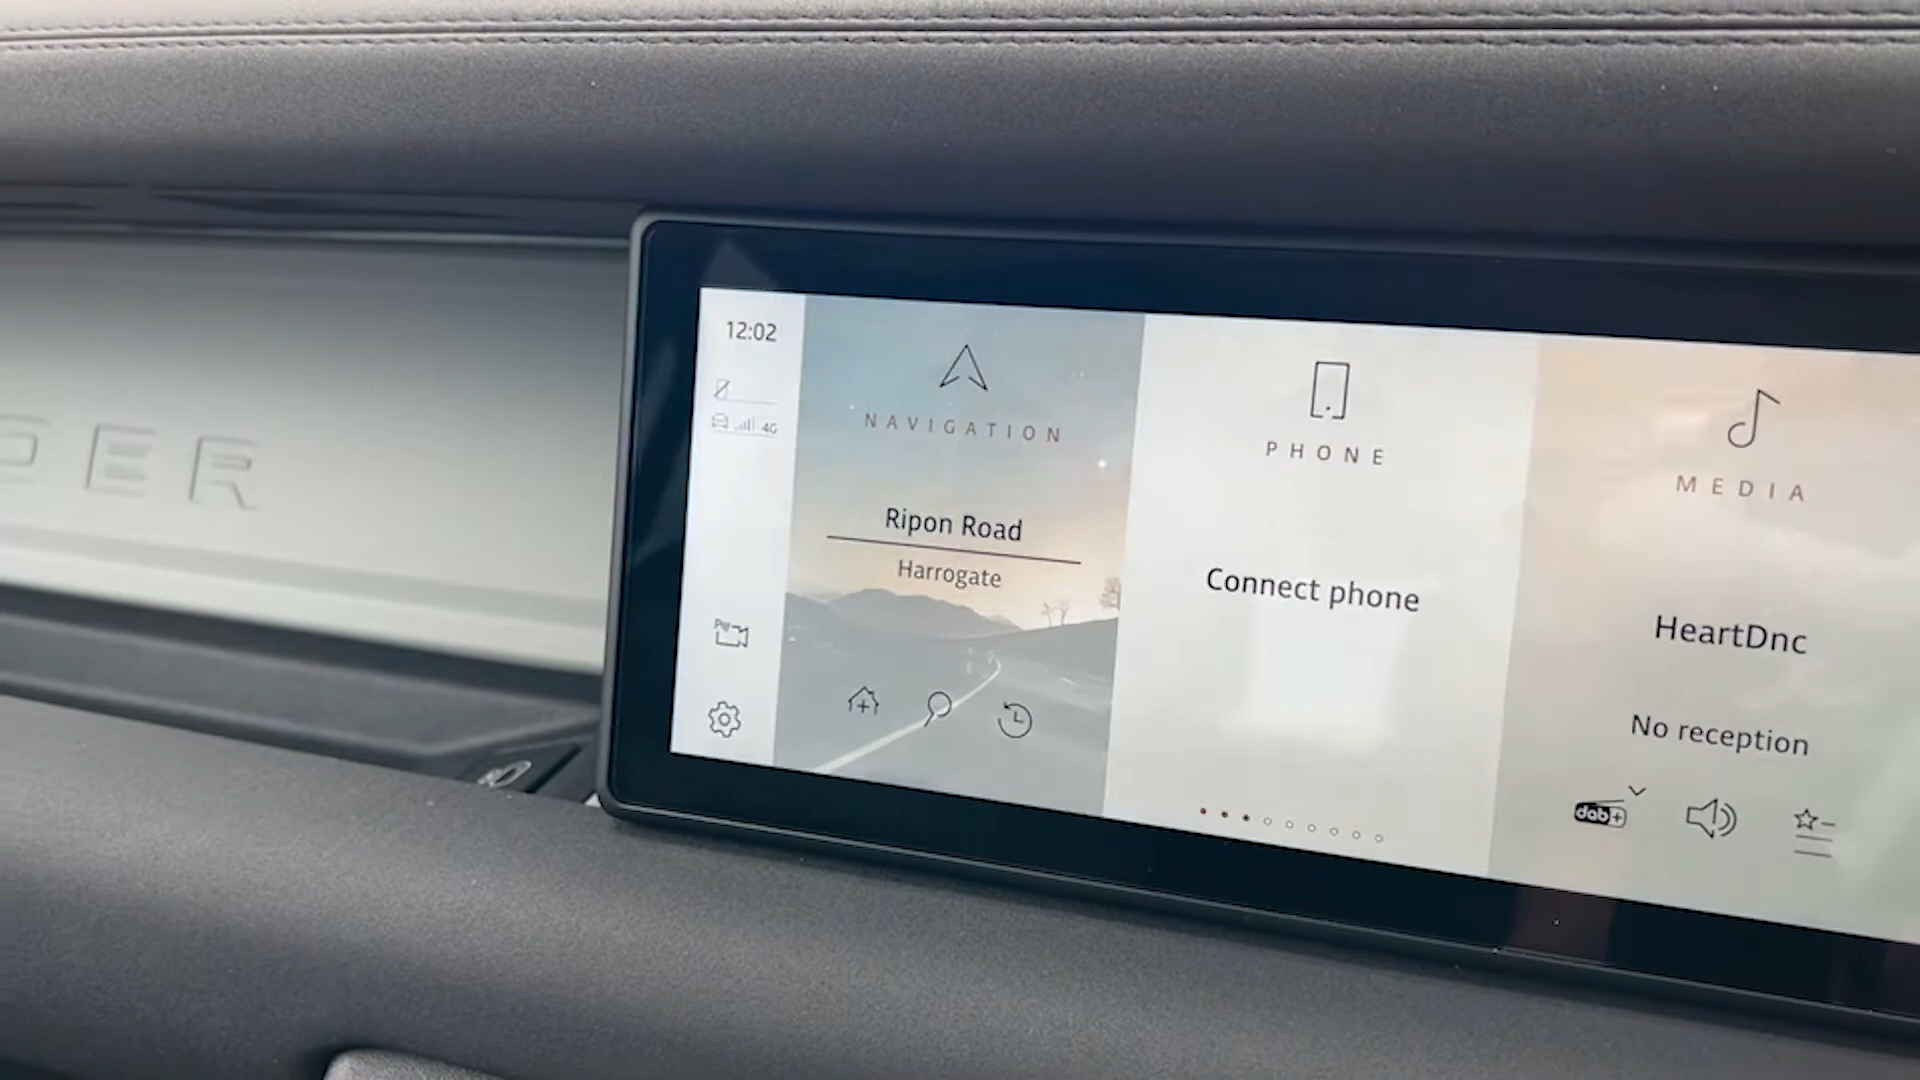 DER
12:02
4G
NAVIGATION
Ripon Road
Harrogate
PHONE
Connect phone
MEDIA
HeartDnc
No reception
dab+